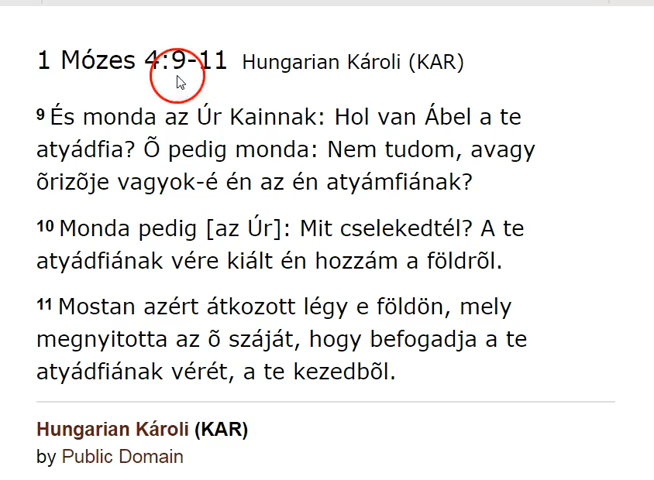 1 Mózes 4:9-11 Hungarian Károli (KAR)
9 És monda az Úr Kainnak: Hol van Ábel a te
atyádfia? Õ pedig monda: Nem tudom, avagy
õrizõje vagyok-é én az én atyámfiának?
10 Monda pedig [az Úr]: Mit cselekedtél? A te
atyádfiának vére kiált én hozzám a földrõl.
11 Mostan azért átkozott légy e földön, mely
megnyitotta az õ száját, hogy befogadja a te
atyádfiának vérét, a te kezedbõl.
Hungarian Károli (KAR)
by Public Domain